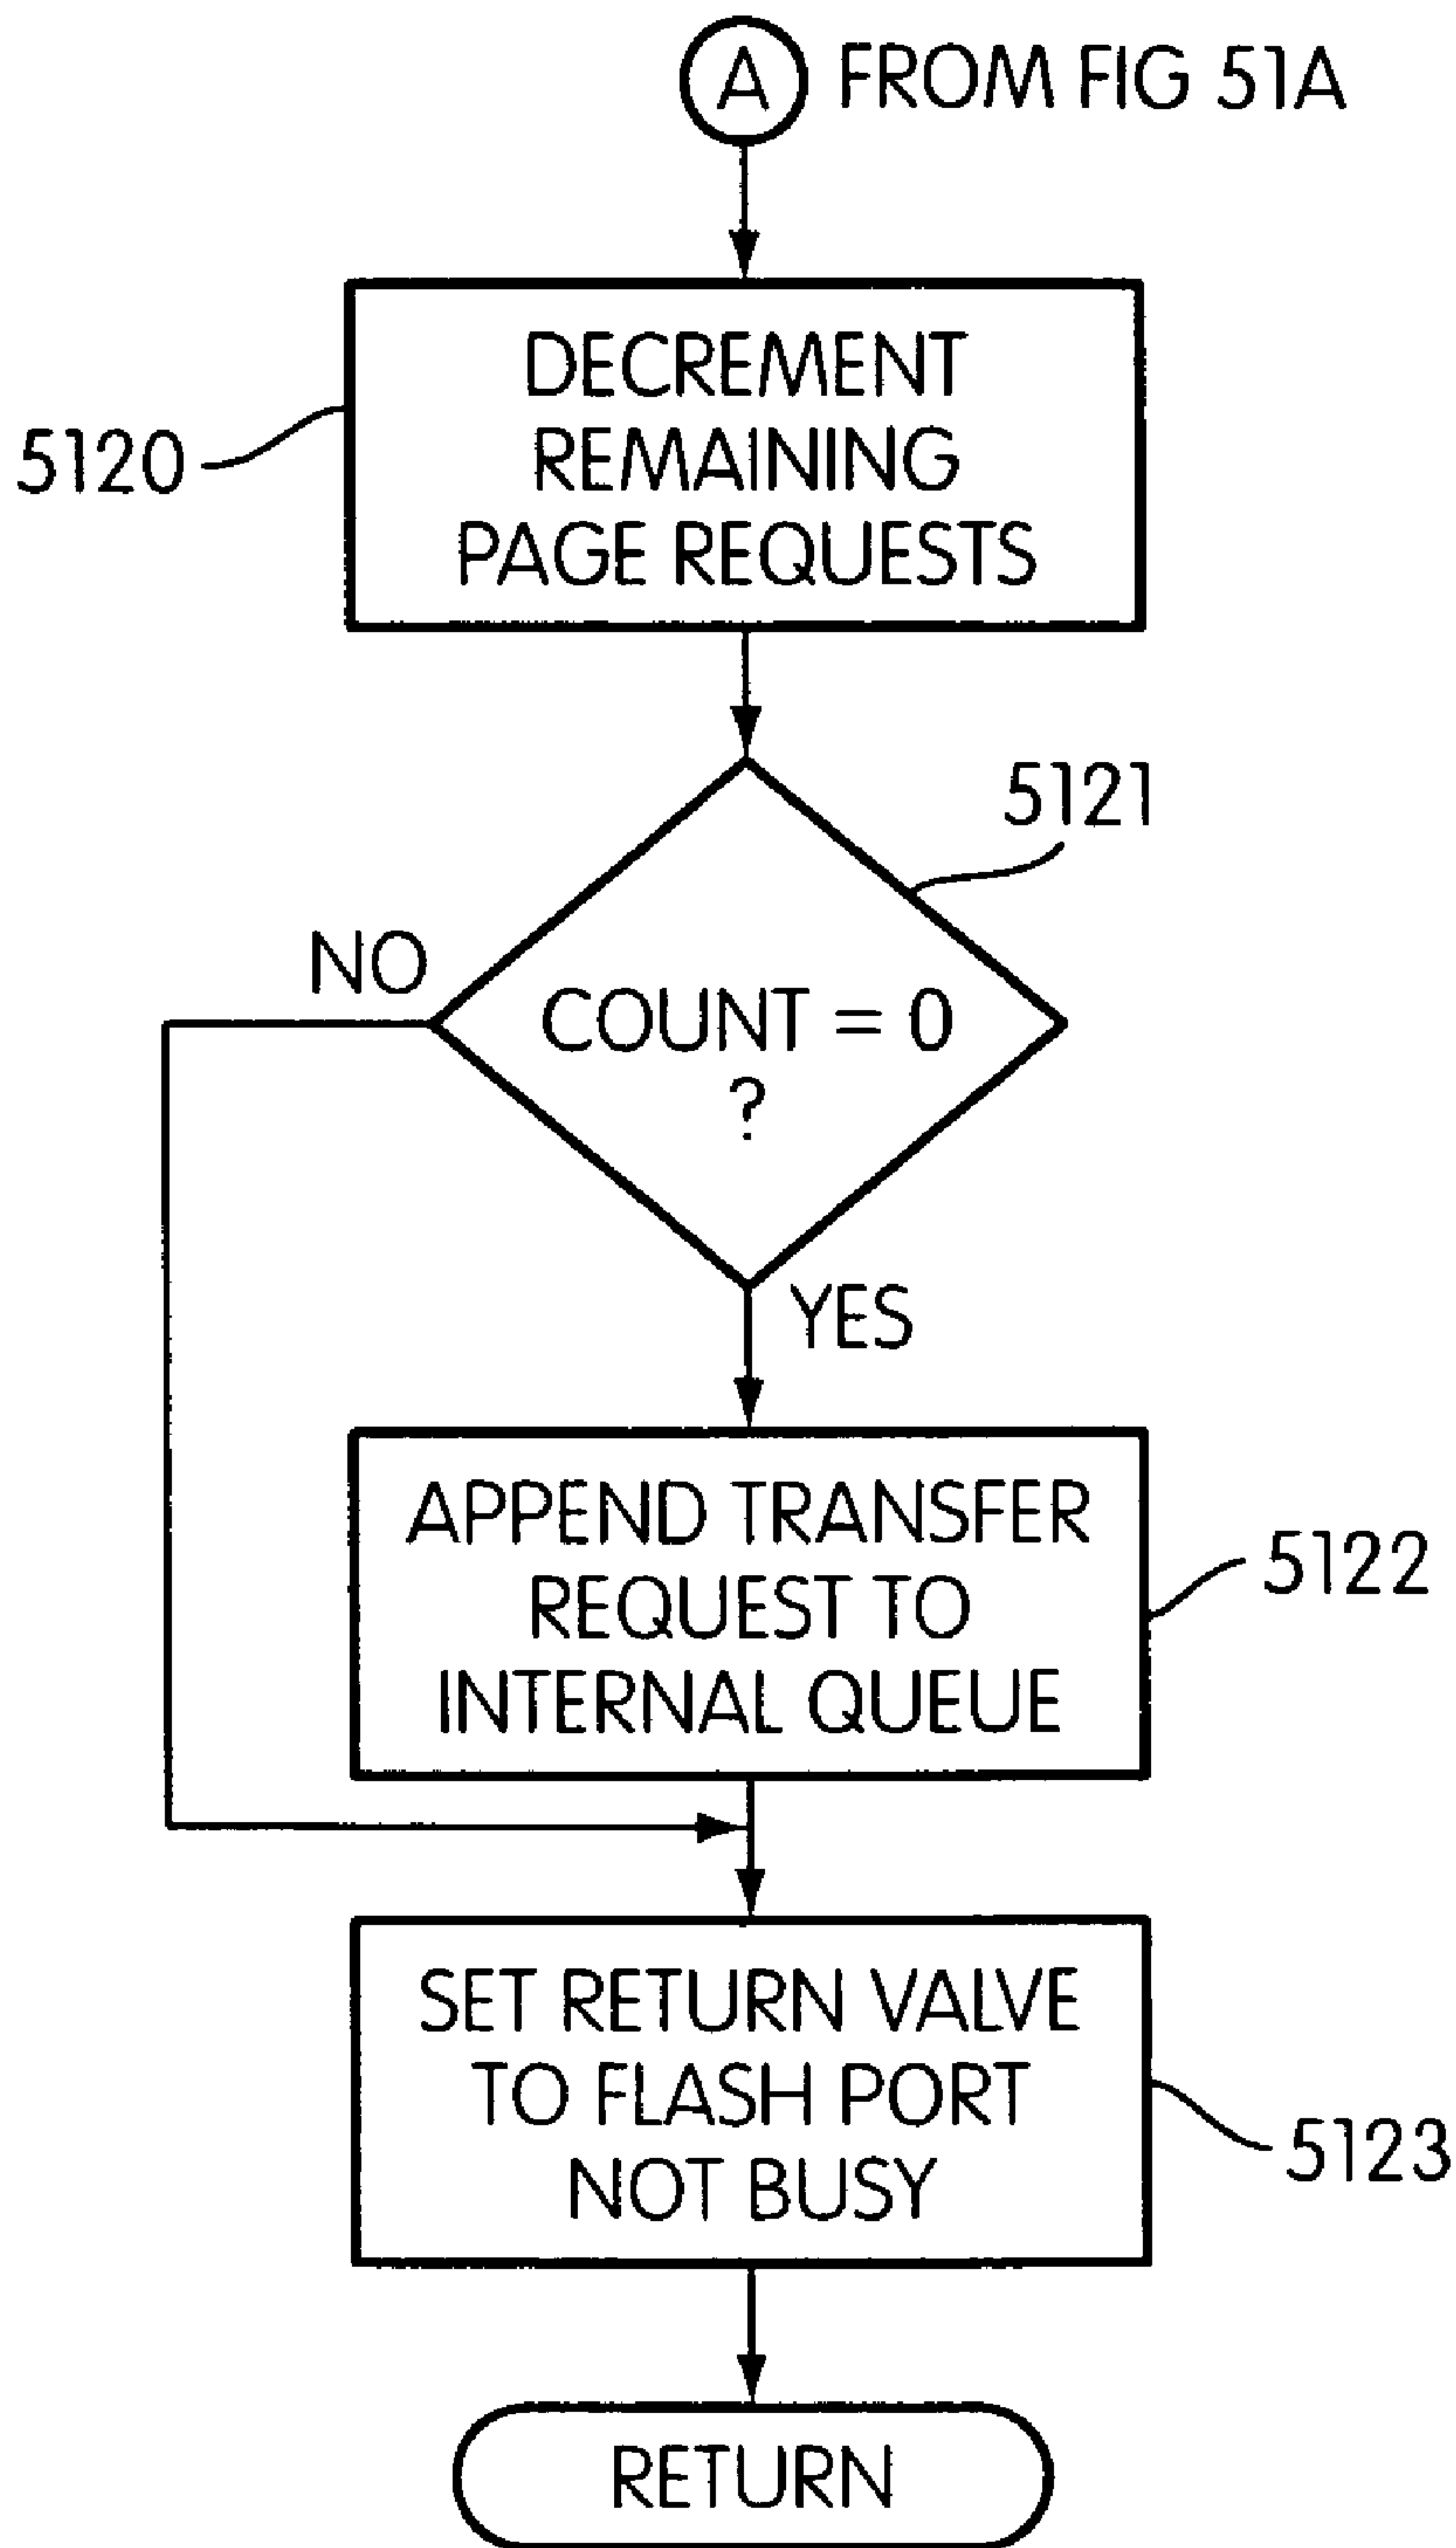 A FROM FIG 51A
DECREMENT
REMAINING
PAGE REQUESTS
5120
5121
NO
COUNT = 0
?
YES
APPEND TRANSFER
REQUEST TO
INTERNAL QUEUE
5122
SET RETURN VALVE
TO FLASH PORT
NOT BUSY
5123
RETURN